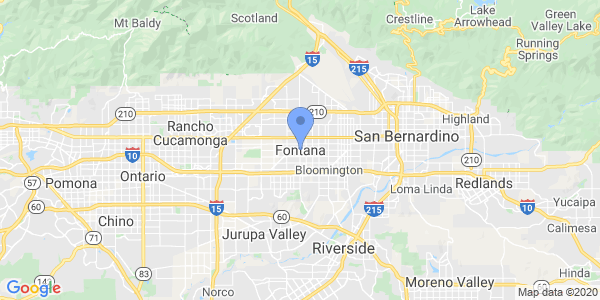 Mt Baldy
Scotland
Crestline
Lake
Arrowhead
Green
Valley Lake
Running
Springs
15
215
210
210
Rancho
Cucamonga
Fontana
San Bernardino
Highland
210
10
Bloomington
57
Pomona
Ontario
Loma Linda
Redlands
10
Yucaipa
Calimesa
60
Chino
15
60
215
71
Jurupa Valley
Riverside
83
Moreno Valley
Hinda
Norco
141
Google
Map data ©2020